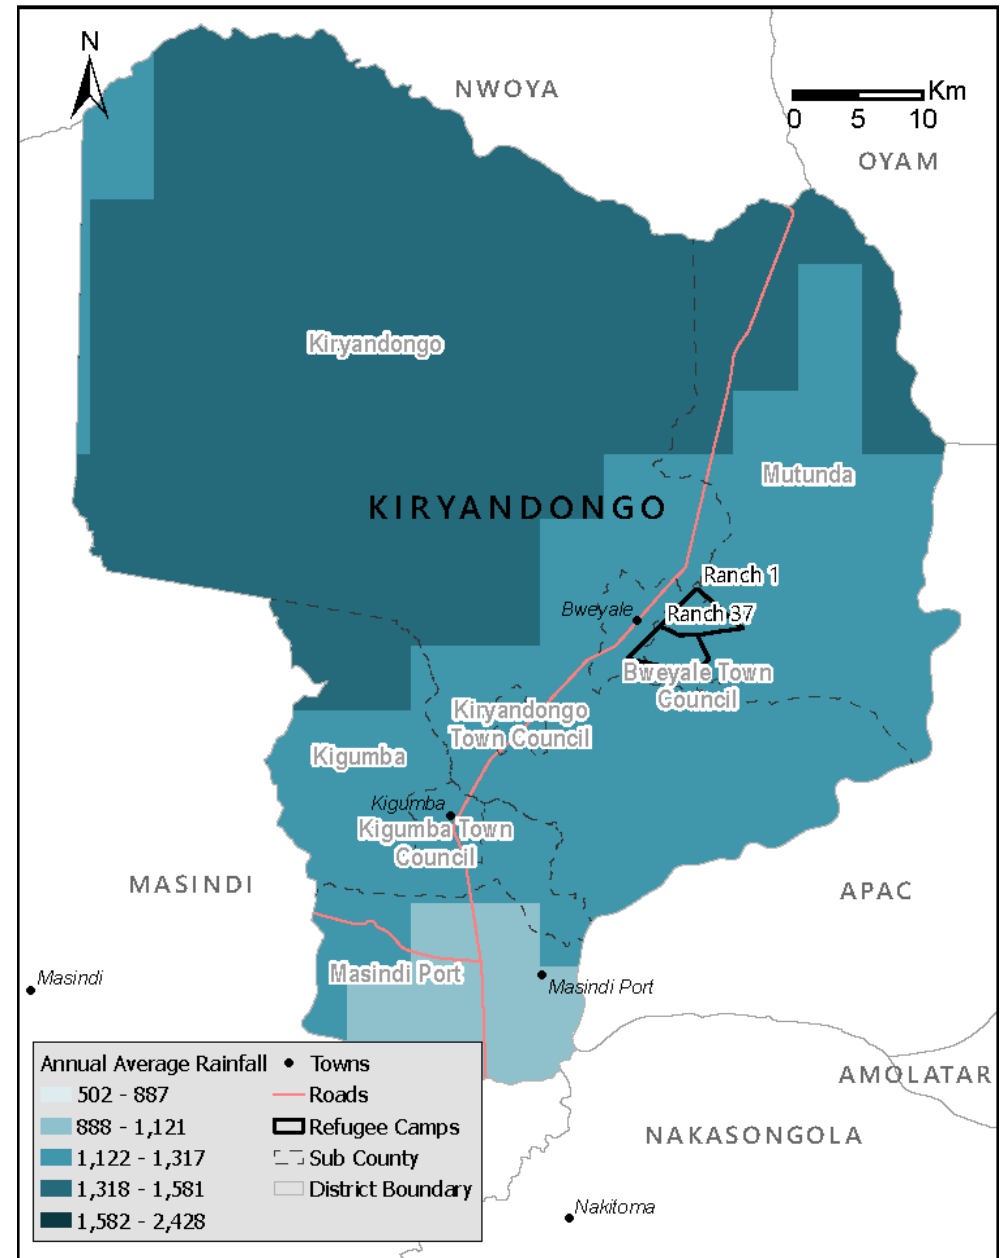 N
NWOYA
Km
0 5 10
OYAM
Kiryandongo
Mutunda
KIRYANDONGO
Ranch 1
Bweyale
Ranch 37
Bweyale Town
Council
Kiryandongo
Town Council
Kigumba
Kigumba
Kigumba Town
Council
MASINDI
APAC
Masindi Port
Masindi
Masindi Port
Annual Average Rainfall
502 - 887
888 - 1,121
1,122 - 1,317
1,318 - 1,581
1,582 - 2,428
Towns
Roads
Refugee Camps
Sub County
District Boundary
AMOLATAR
NAKASONGOLA
Nakitoma